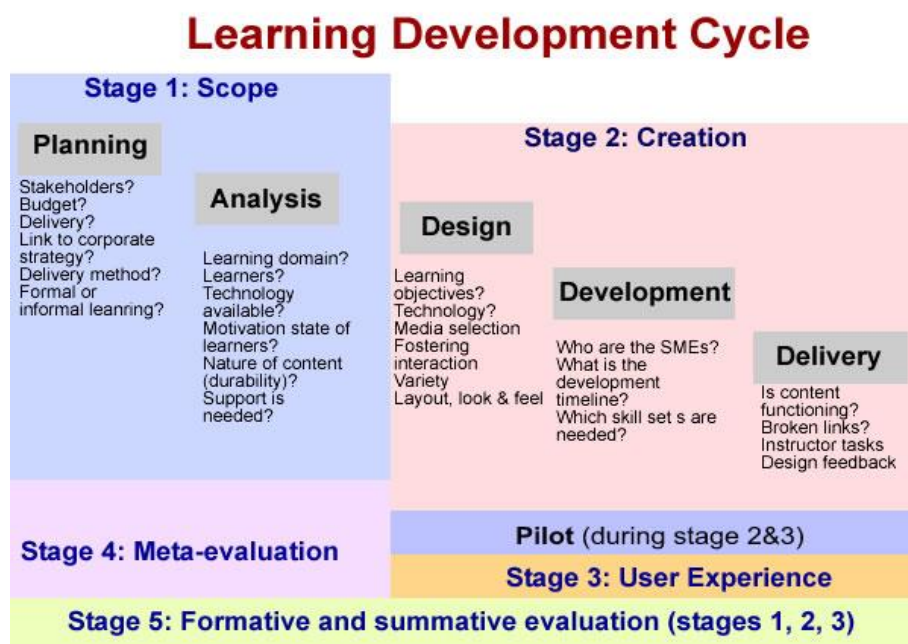 Learning Development Cycle
Stage 1: Scope
Planning
Stakeholders?
Budget?
Delivery?
Link to corporate
strategy?
Delivery method?
Formal or
informal leanring?
Analysis
Learning domain?
Learners?
Technology
available?
Motivation state of
learners?
Nature of content
(durability)?
Support is
needed?
Stage 2: Creation
Design
Learning
objectives?
Technology?
Media selection
Fostering
interaction
Variety
Layout, look & feel
Development
Who are the SMEs?
What is the
development
timeline?
Which skill set s are
needed?
Delivery
Is content
functioning?
Broken links?
Instructor tasks
Design feedback
Pilot (during stage 2&3)
Stage 3: User Experience
Stage 4: Meta-evaluation
Stage 5: Formative and summative evaluation (stages 1, 2, 3)